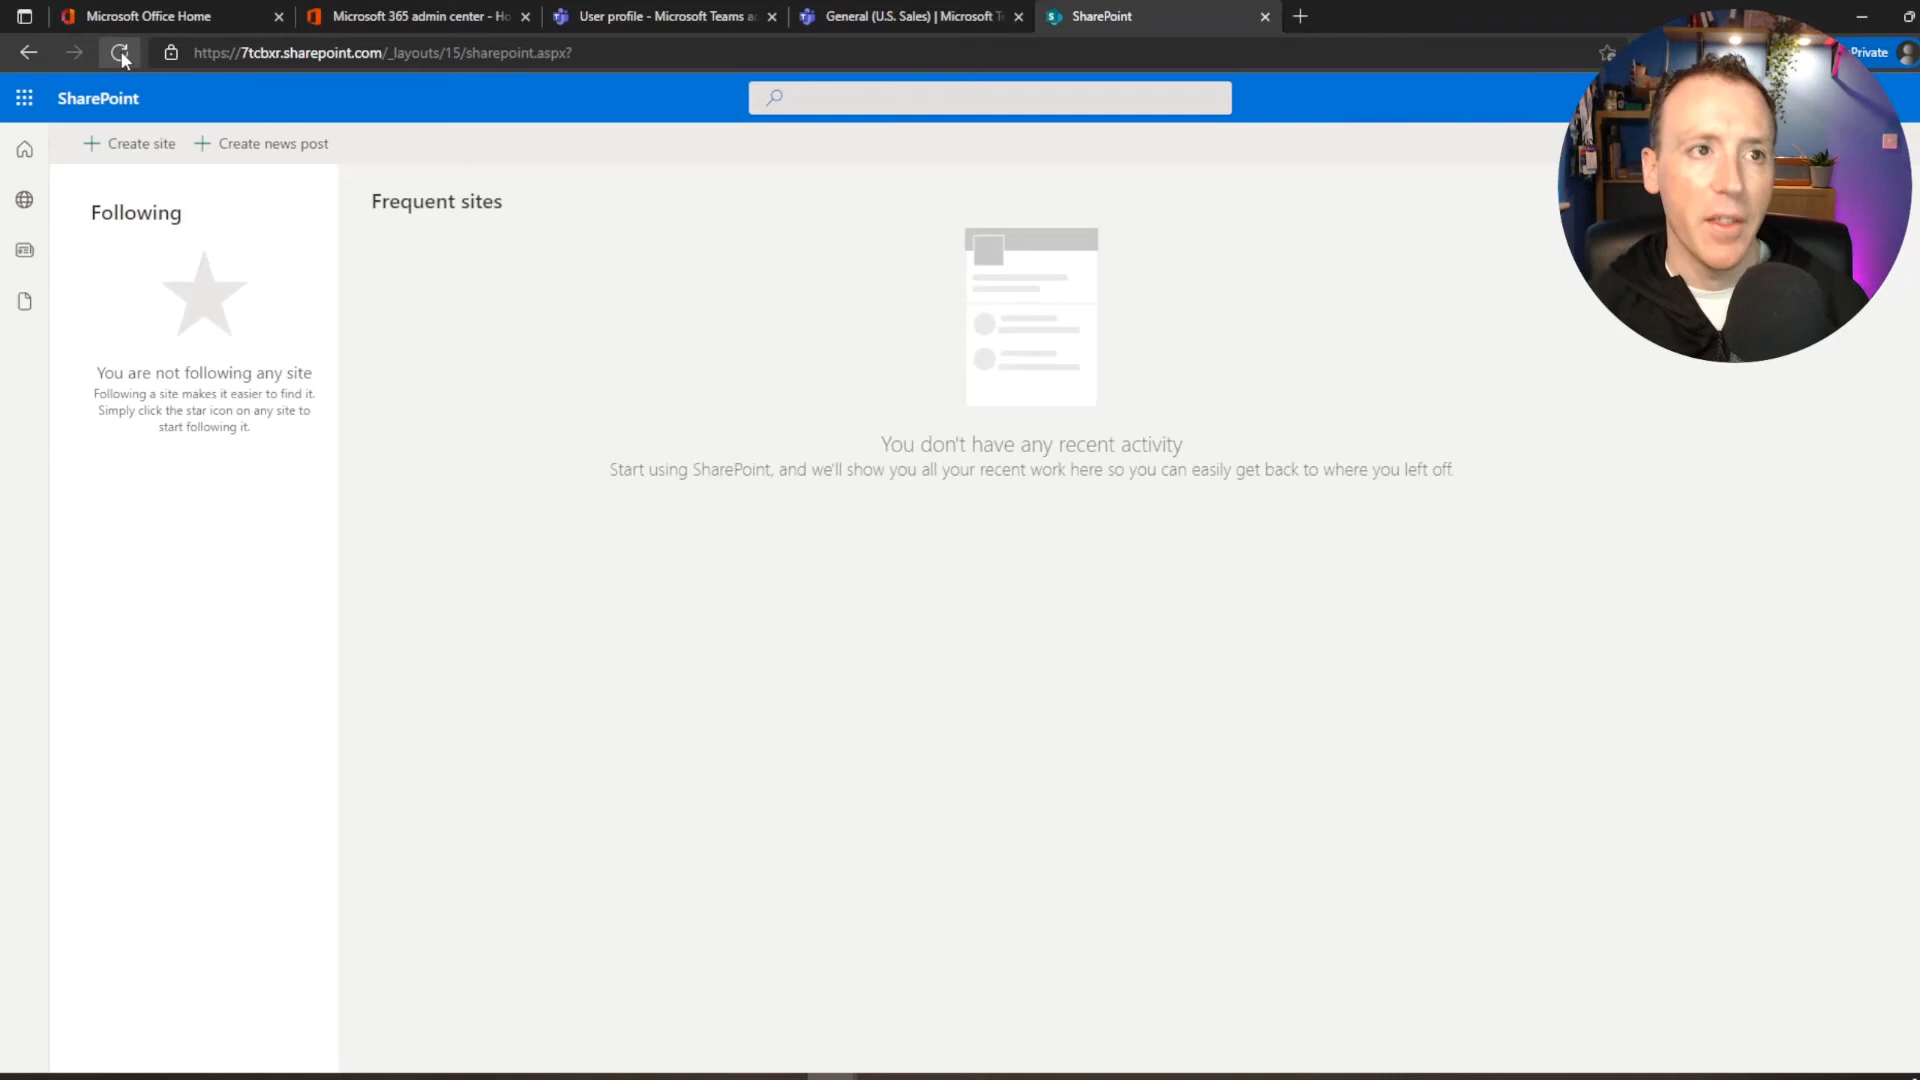 Microsoft Office Home
Microsoft 365 admin center - Ho
User profile - Microsoft Teams a
General (U.S. Sales) | Microsoft T
SharePoint
https://7tcbxr.sharepoint.com/_layouts/15/sharepoint.aspx?
Private
SharePoint
Create site
Create news post
Following
Frequent sites
You are not following any site
Following a site makes it easier to find it.
Simply click the star icon on any site to
start following it.
You don't have any recent activity
Start using SharePoint, and we'll show you all your recent work here so you can easily get back to where you left off.